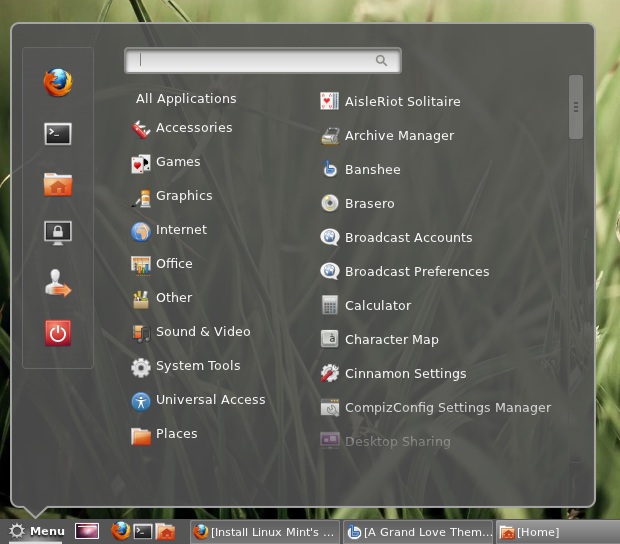 All Applications
Accessories
Games
Graphics
Internet
Office
Other
Sound & Video
System Tools
Universal Access
Places
AisleRiot Solitaire
Archive Manager
Banshee
Brasero
Broadcast Accounts
Broadcast Preferences
Calculator
Character Map
Cinnamon Settings
CompizConfig Settings Manager
Desktop Sharing
Menu
[Install Linux Mint's ...
[A Grand Love Them...
[Home]